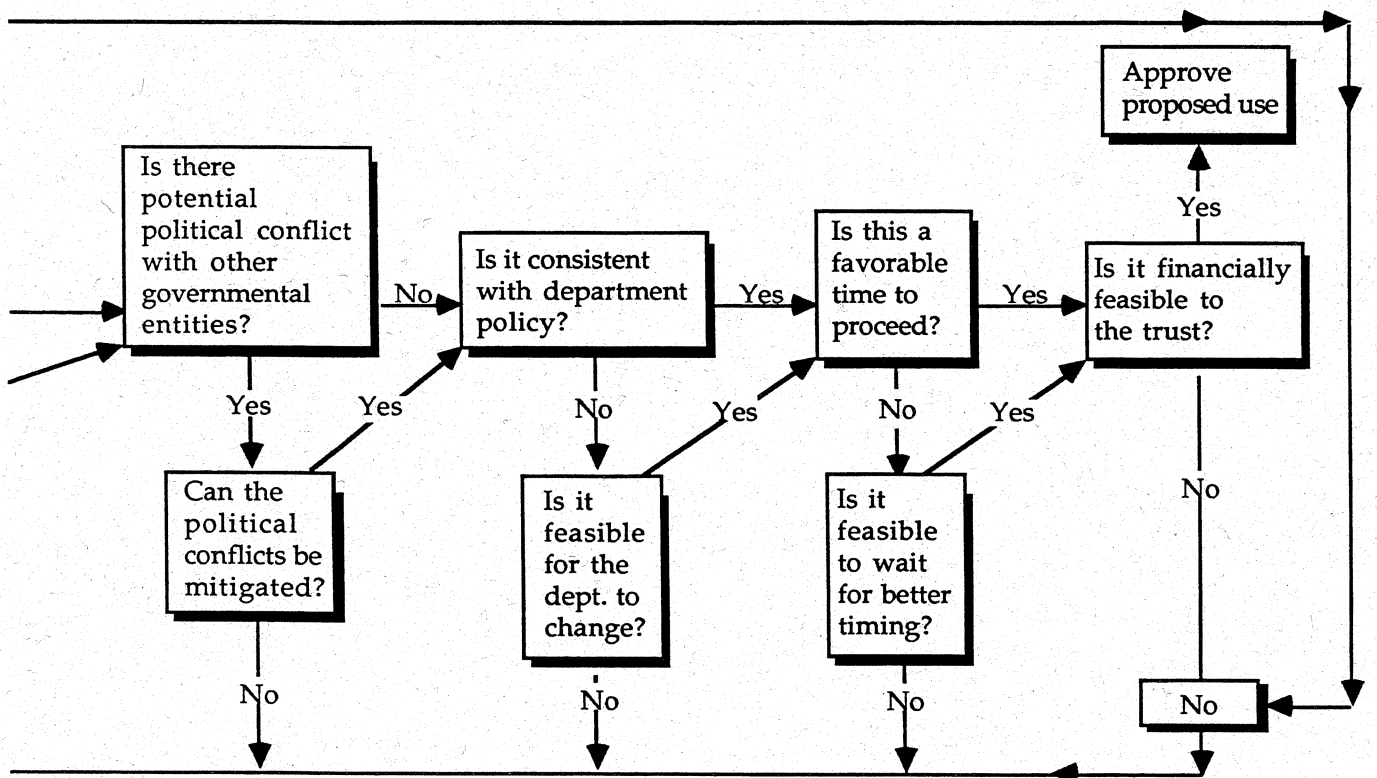 Approve
proposed use
Yes
Is there
potential
political conflict
with other
governmental
entities?
No
Is it consistent
with department
policy?
Yes
Is this a
favorable
time to
proceed?
Yes
Is it financially
feasible to
the trust?
Yes
Yes
No
Yes
No
Yes
No
Can the
political
conflicts be
mitigated?
Is it
feasible
for the
dept. to
change?
Is it
feasible
to wait
for better
timing?
No
No
No
No